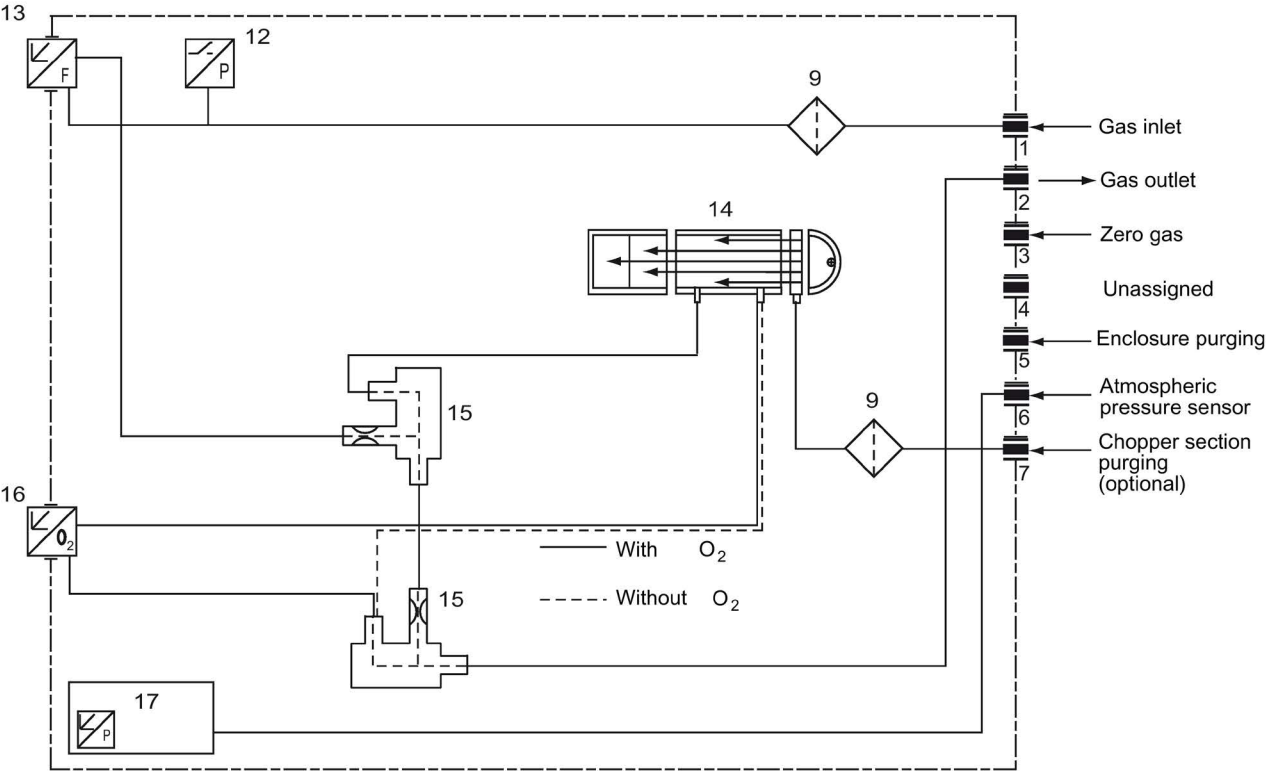 13
F
12
P
9
1
Gas inlet
2
Gas outlet
14
3
Zero gas
4
Unassigned
5
Enclosure purging
15
9
6
Atmospheric
pressure sensor
7
Chopper section
purging
(optional)
16
O2
With O2
15
Without O2
17
P